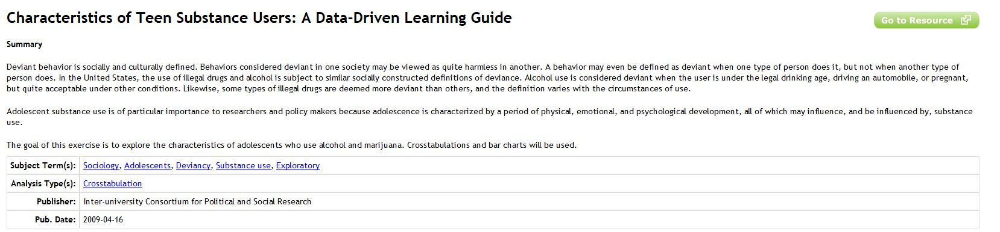 Characteristics of Teen Substance Users: A Data-Driven Learning Guide
Go to Resource
Summary
Deviant behavior is socially and culturally defined. Behaviors considered deviant in one society may be viewed as quite harmless in another. A behavior may even be defined as deviant when one type of person does it, but not when another type of
person does. In the United States, the use of illegal drugs and alcohol is subject to similar socially constructed definitions of deviance. Alcohol use is considered deviant when the user is under the legal drinking age, driving an automobile, or pregnant,
but quite acceptable under other conditions. Likewise, some types of illegal drugs are deemed more deviant than others, and the definition varies with the circumstances of use.
Adolescent substance use is of particular importance to researchers and policy makers because adolescence is characterized by a period of physical, emotional, and psychological development, all of which may influence, and be influenced by, substance
use.
The goal of this exercise is to explore the characteristics of adolescents who use alcohol and marijuana. Crosstabulations and bar charts will be used.
Subject Term(s): Sociology, Adolescents, Deviancy, Substance use, Exploratory
Analysis Type(s): Crosstabulation
Publisher: Inter-university Consortium for Political and Social Research
Pub. Date: 2009-04-16